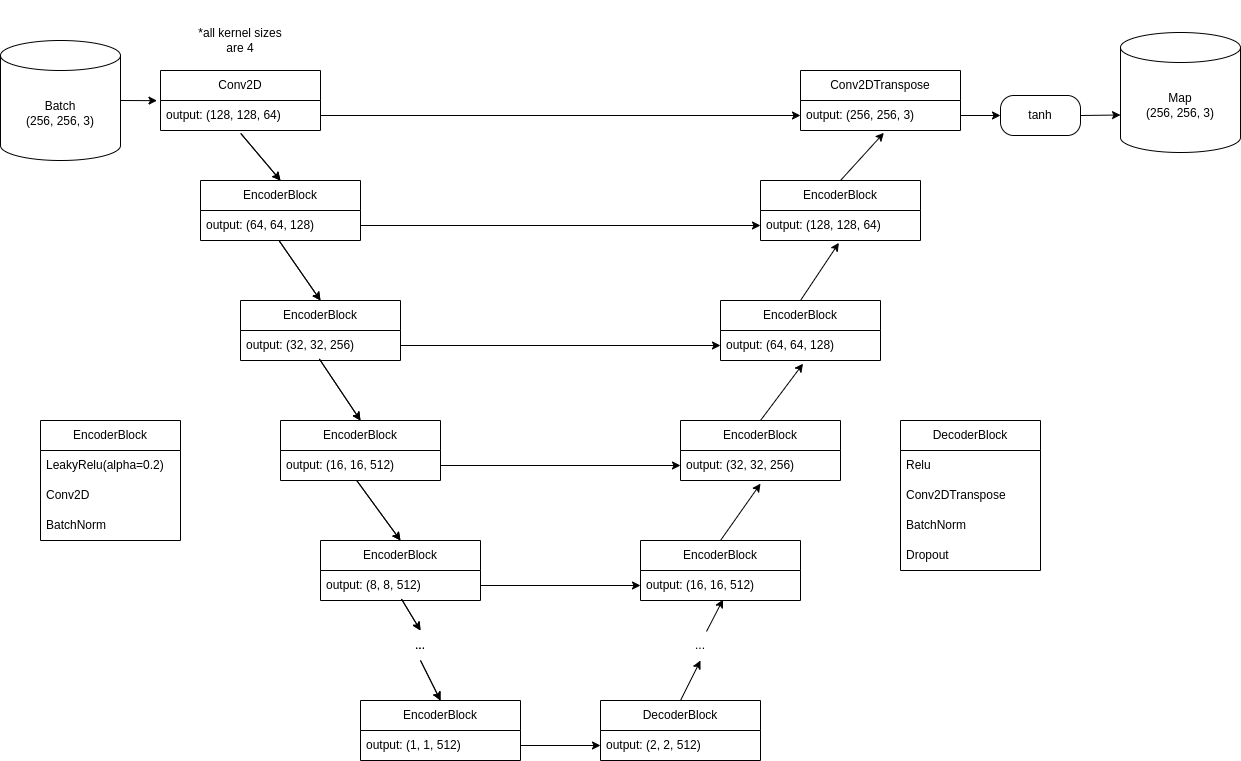 *all kernel sizes
are 4
Batch
(256, 256, 3)
Conv2D
output: (128, 128, 64)
Conv2DTranspose
output: (256, 256, 3)
tanh
Map
(256, 256, 3)
EncoderBlock
output: (64, 64, 128)
EncoderBlock
output: (128, 128, 64)
EncoderBlock
output: (32, 32, 256)
EncoderBlock
output: (64, 64, 128)
EncoderBlock
LeakyRelu(alpha=0.2)
Conv2D
BatchNorm
EncoderBlock
output: (16, 16, 512)
EncoderBlock
output: (32, 32, 256)
DecoderBlock
Relu
Conv2DTranspose
BatchNorm
Dropout
EncoderBlock
output: (8, 8, 512)
EncoderBlock
output: (16, 16, 512)
...
...
EncoderBlock
output: (1, 1, 512)
DecoderBlock
output: (2, 2, 512)